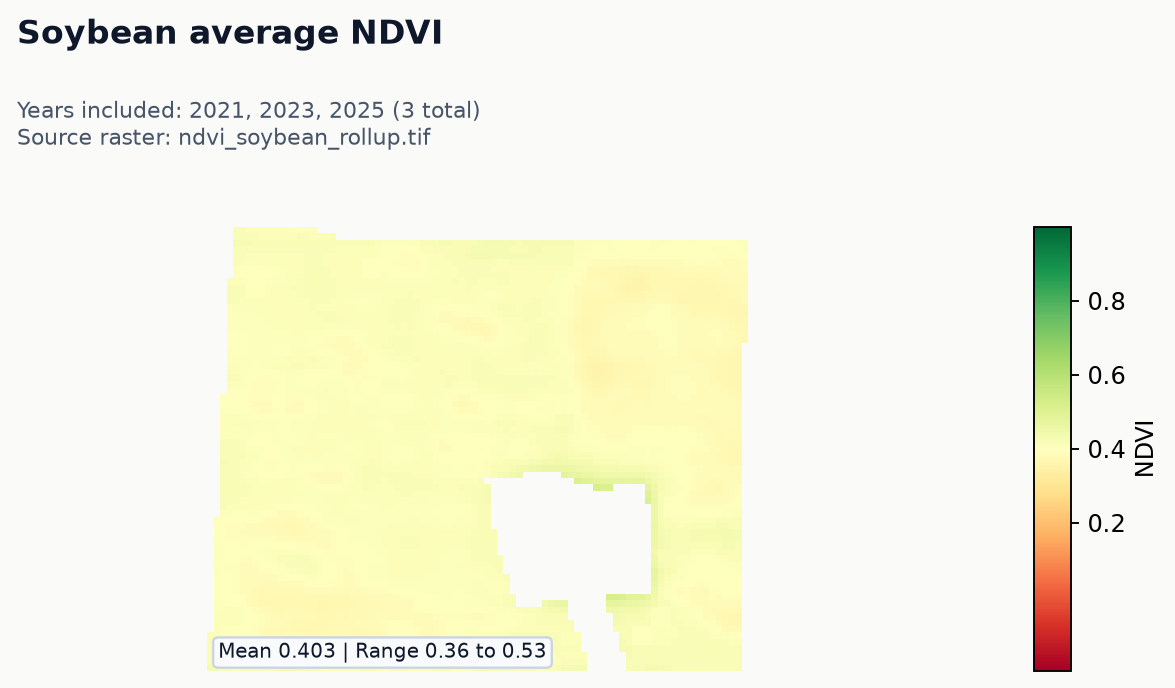 Soybean average NDVI
Years included: 2021, 2023, 2025 (3 total)
Source raster: ndvi_soybean_rollup.tif
0.8
0.6
0.4
0.2
NDVI
Mean 0.403 | Range 0.36 to 0.53